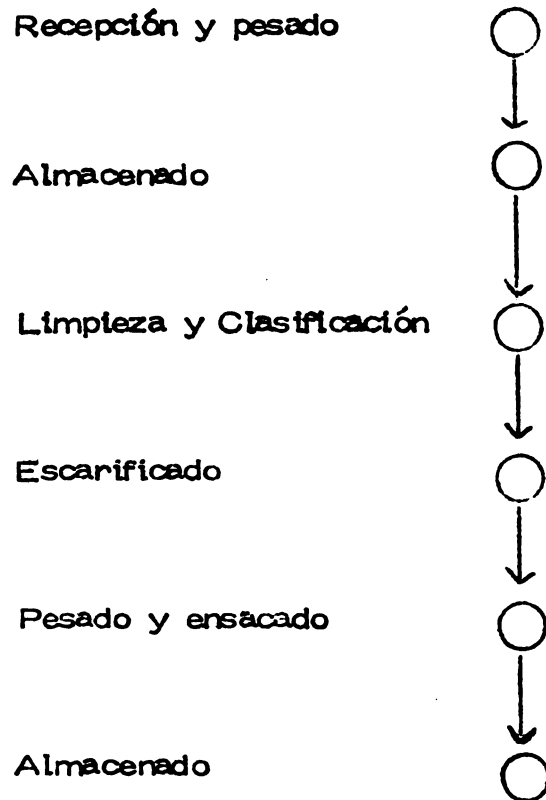 Recepción y pesado
Almacenado
Limpieza y Clasificación
Escarificado
Pesado y ensacado
Almacenado